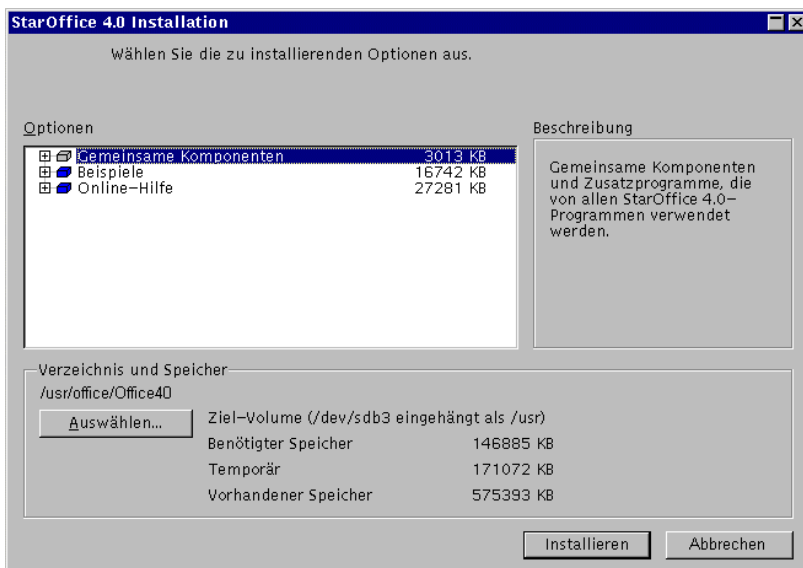 StarOffice 4.0 Installation
Wählen Sie die zu installierenden Optionen aus.
Optionen
Gemeinsame Komponenten 3013 KB
Beispiele 16742 KB
Online-Hilfe 27281 KB
Beschreibung
Gemeinsame Komponenten
und Zusatzprogramme, die
von allen StarOffice 4.0-
Programmen verwendet
werden.
Verzeichnis und Speicher
/usr/office/Office40
Auswählen...
Ziel-Volume (/dev/sdb3 eingehängt als /usr)
Benötigter Speicher 146885 KB
Temporär 171072 KB
Vorhandener Speicher 575393 KB
Installieren
Abbrechen